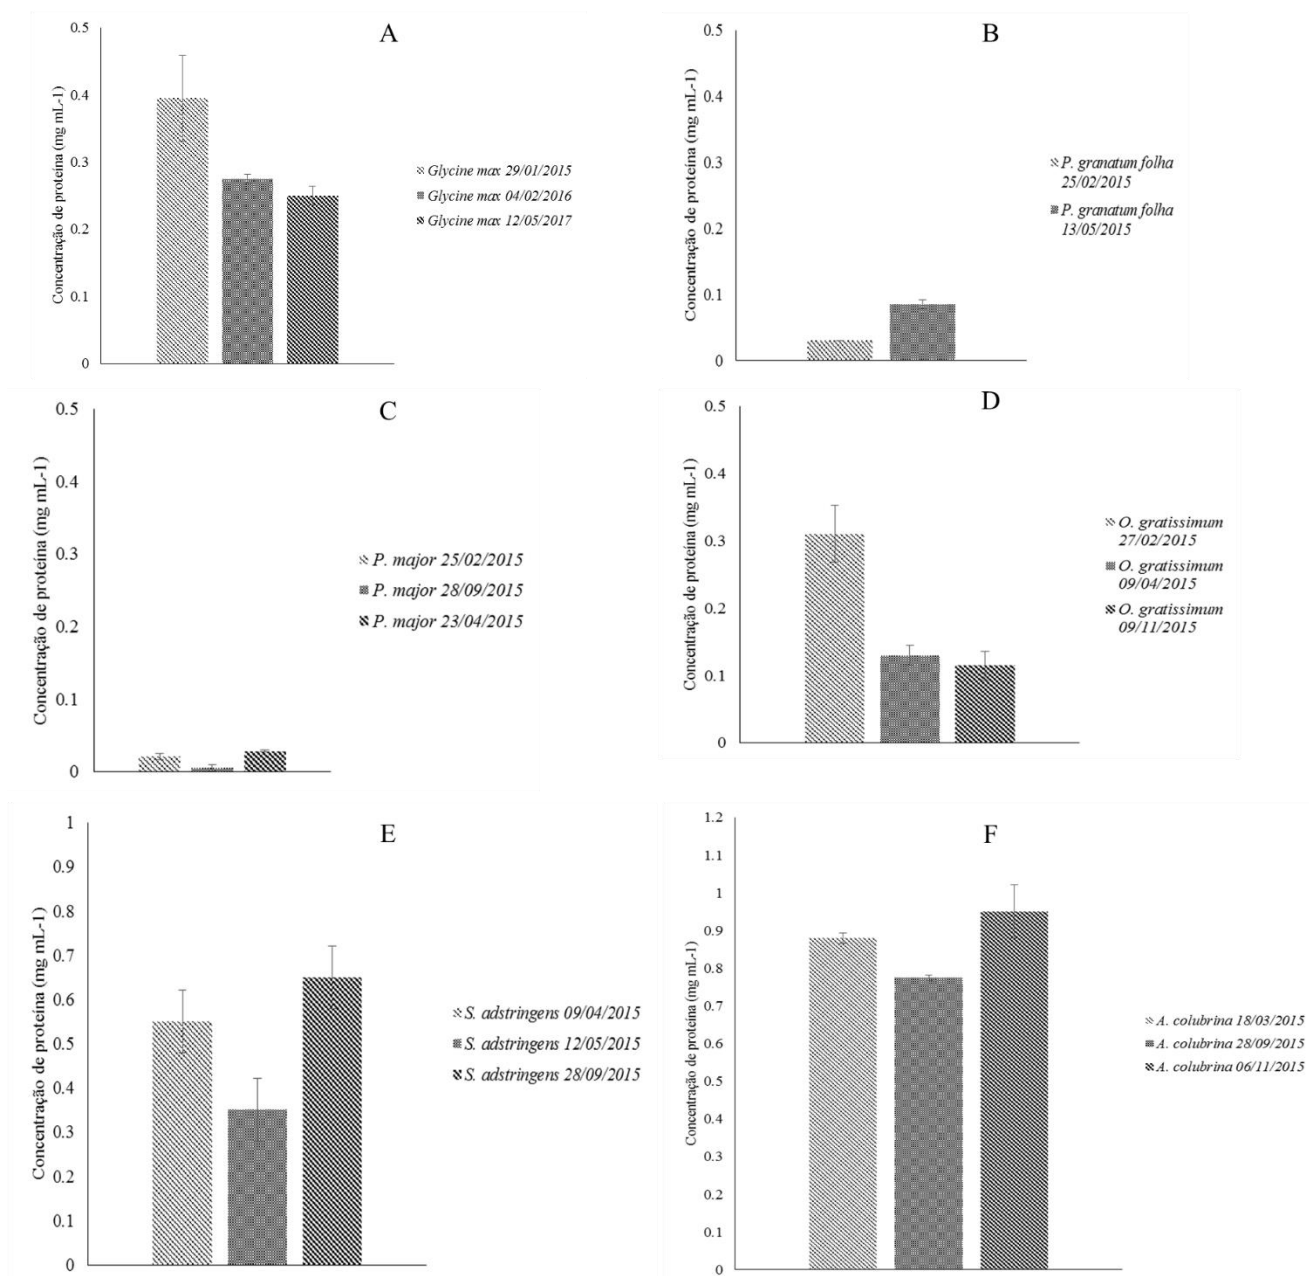 A
Concentração de proteína (mg mL-1)
0.5
0.4
0.3
0.2
0.1
0
Glycine max 29/01/2015
Glycine max 04/02/2016
Glycine max 12/05/2017
B
Concentração de proteína (mg mL-1)
0.5
0.4
0.3
0.2
0.1
0
P. granatum folha
25/02/2015
P. granatum folha
13/05/2015
C
Concentração de proteína (mg mL-1)
0.5
0.4
0.3
0.2
0.1
0
P. major 25/02/2015
P. major 28/09/2015
P. major 23/04/2015
D
Concentração de proteína (mg mL-1)
0.5
0.4
0.3
0.2
0.1
0
O. gratissimum
27/02/2015
O. gratissimum
09/04/2015
O. gratissimum
09/11/2015
E
Concentração de proteína (mg mL-1)
1
0.9
0.8
0.7
0.6
0.5
0.4
0.3
0.2
0.1
0
S. adstringens 09/04/2015
S. adstringens 12/05/2015
S. adstringens 28/09/2015
F
Concentração de proteína (mg mL-1)
1.2
1.1
1
0.9
0.8
0.7
0.6
0.5
0.4
0.3
0.2
0.1
0
A. colubrina 18/03/2015
A. colubrina 28/09/2015
A. colubrina 06/11/2015